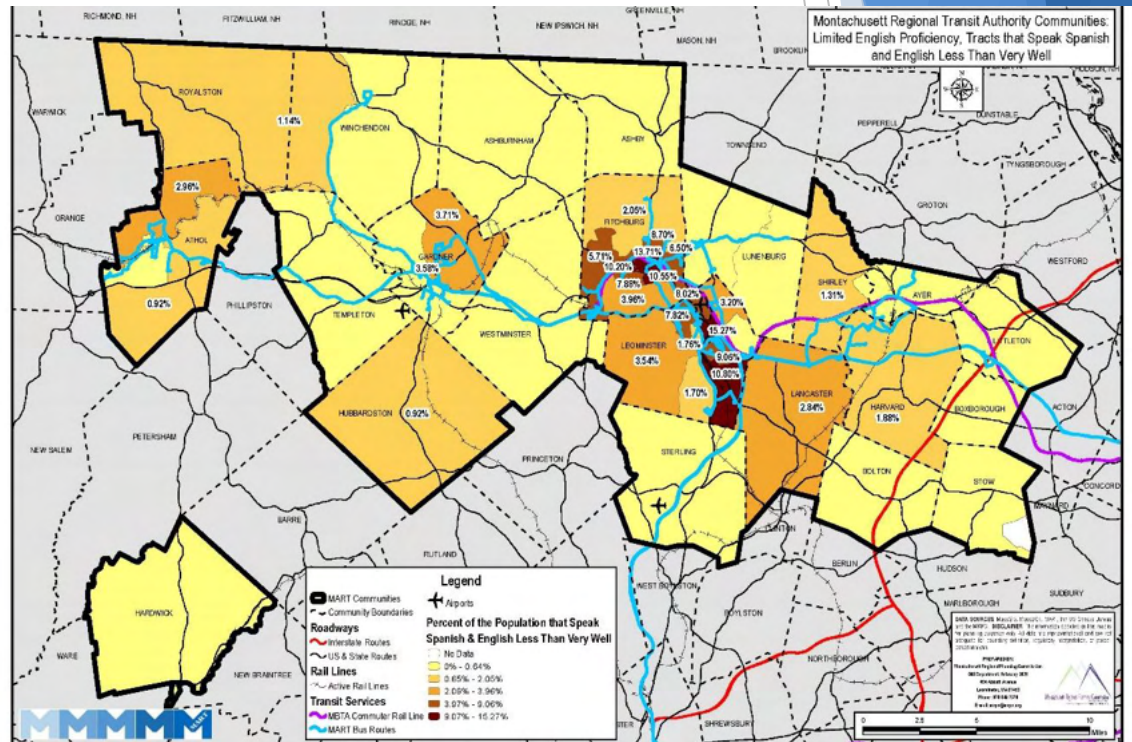 Montachusett Regional Transit Authority Communities:
Limited English Proficiency, Tracts that Speak Spanish
and English Less Than Very Well
RICHMOND, NH
FITZWILLIAM, NH
RINDGE, NH
NEW IPSWICH, NH
GREENVILLE, NH
MASON, NH
WARWICK
ROYALSTON
1.14%
WINCHENDON
ASHBURNHAM
ASHBY
TOWNSEND
PEPPERELL
DUNSTABLE
TYNGSBOROUGH
GROTON
WESTFORD
ORANGE
2.96%
ATHOL
0.92%
PHILLIPSTON
TEMPLETON
3.71%
GARDNER
3.58%
WESTMINSTER
2.05%
FITCHBURG
8.70%
13.71%
6.50%
5.71%
10.20%
10.55%
7.88%
3.96%
8.02%
3.20%
7.82%
15.27%
1.76%
9.06%
10.80%
LEOMINSTER
3.54%
1.70%
LUNENBURG
SHIRLEY
1.31%
AYER
LITTLETON
LANCASTER
2.84%
HARVARD
1.88%
BOXBOROUGH
ACTON
HUBBARDSTON
0.92%
PETERSHAM
NEW SALEM
PRINCETON
STERLING
BOLTON
STOW
CONCORD
MAYNARD
BARRE
RUTLAND
CLINTON
BERLIN
HUDSON
SUDBURY
WEST BOYLSTON
BOYLSTON
MARLBOROUGH
NORTHBOROUGH
SHREWSBURY
HARDWICK
WARE
NEW BRAINTREE
Legend
MART Communities
Community Boundaries
Roadways
Interstate Routes
US & State Routes
Rail Lines
Active Rail Lines
Transit Services
MBTA Commuter Rail Line
MART Bus Routes
Airports
Percent of the Population that Speak
Spanish & English Less Than Very Well
No Data
0% - 0.64%
0.65% - 2.05%
2.06% - 3.96%
3.97% - 9.06%
9.07% - 15.27%
MART
0 2.5 5 10
Miles